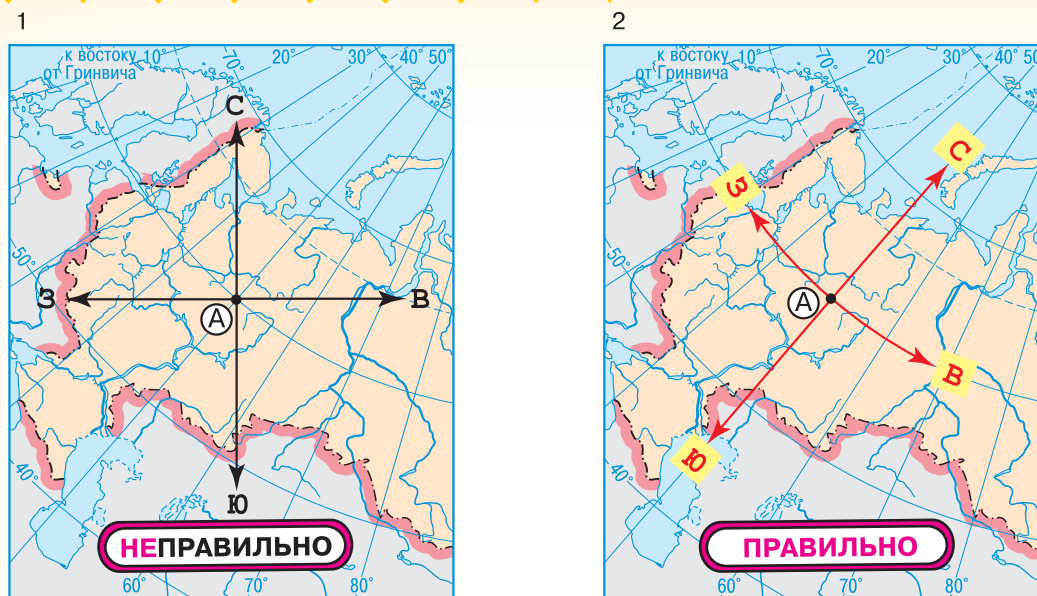 1
к востоку
от Гринвича
10°
70°
20°
30°
40°
50°
С
З
В
А
Ю
50°
40°
НЕПРАВИЛЬНО
60°
70°
80°
2
к востоку
от Гринвича
10°
70°
20°
30°
40°
50
С
З
А
В
Ю
50°
40°
ПРАВИЛЬНО
60°
70°
80°